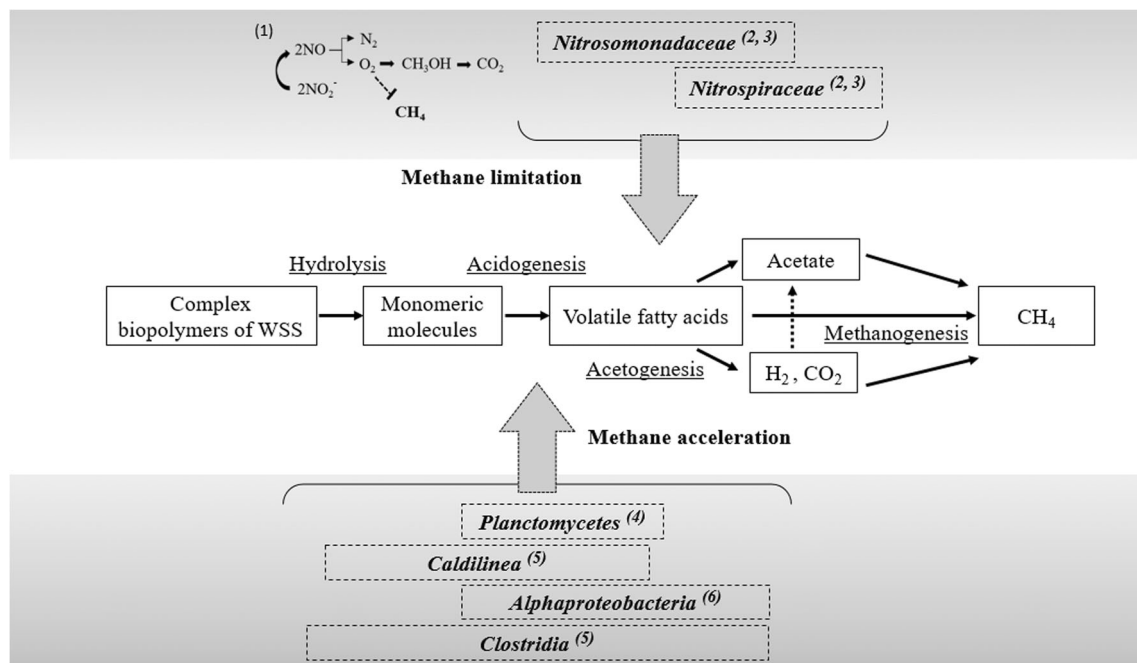 (1)
2NO
N₂
O₂ CH₃OH CO₂
2NO₂⁻
CH₄
Nitrosomonadaceae (2, 3)
Nitrospiraceae (2, 3)
Methane limitation
Hydrolysis
Acidogenesis
Acetate
Complex
biopolymers of WSS
Monomeric
molecules
Volatile fatty acids
CH₄
Methanogenesis
Acetogenesis
H₂ , CO₂
Methane acceleration
Planctomycetes (4)
Caldilinea (5)
Alphaproteobacteria (6)
Clostridia (5)